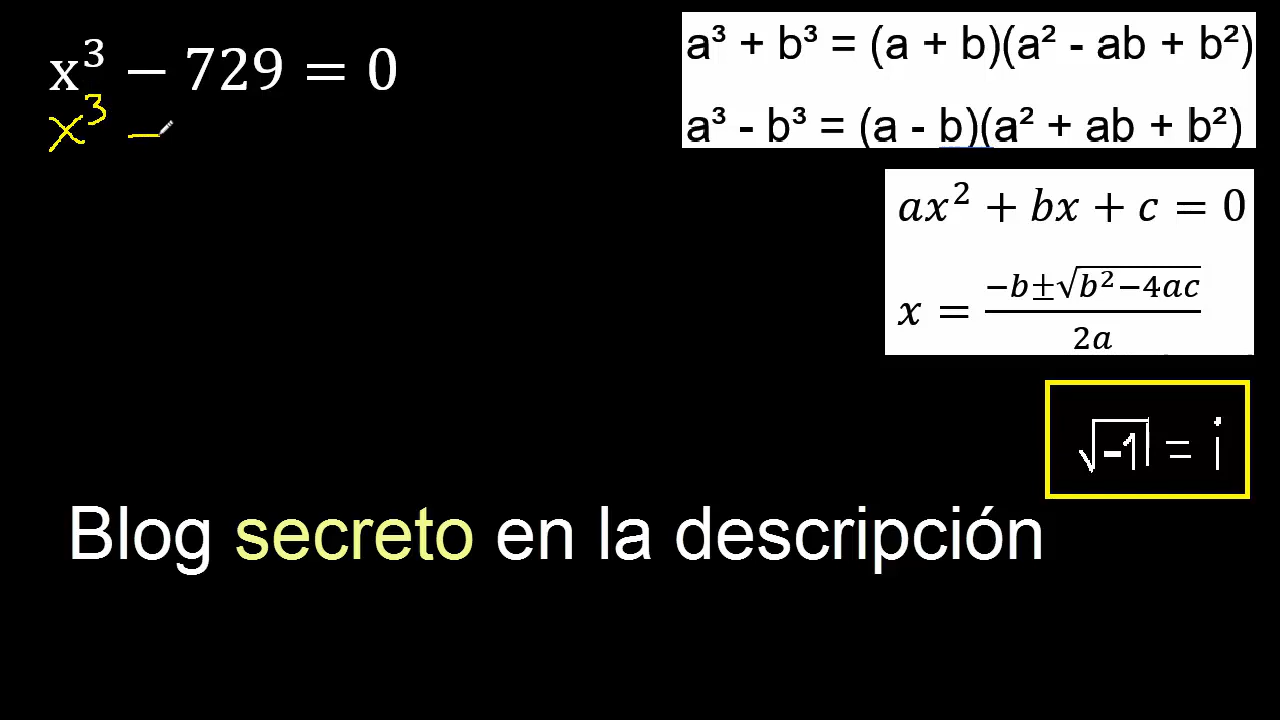 x³ − 729 = 0
x³ −
a³ + b³ = (a + b)(a² - ab + b²)
a³ - b³ = (a - b)(a² + ab + b²)
ax² + bx + c = 0
x = −b±√b²−4ac / 2a
√-1 = i
Blog secreto en la descripción